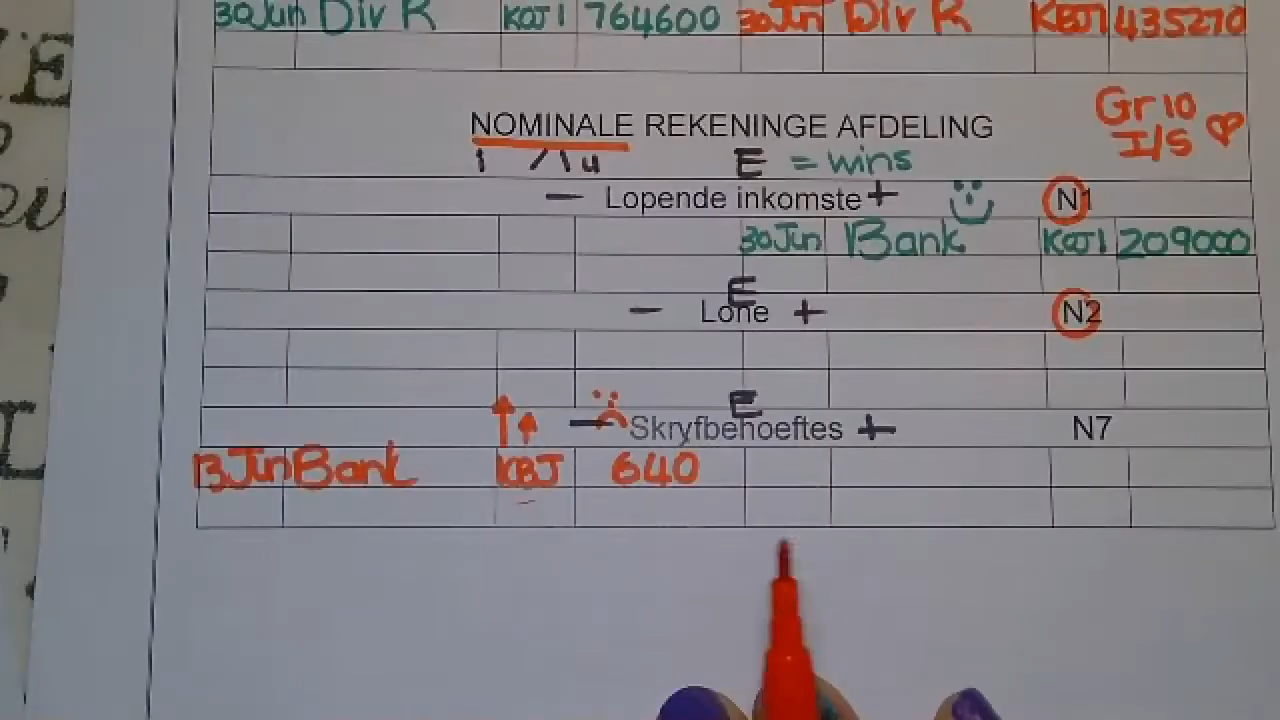 30Jun Div R KOJ1 764600 30Jun Div R KBJ1 435270
NOMINALE REKENINGE AFDELING
Gr 10
I/S
I U E = wins
− Lopende inkomste + N1
30Jun Bank KOJ1 209000
E
− Lone + N2
E
− Skryfbehoeftes + N7
13Jun Bank KBJ 640